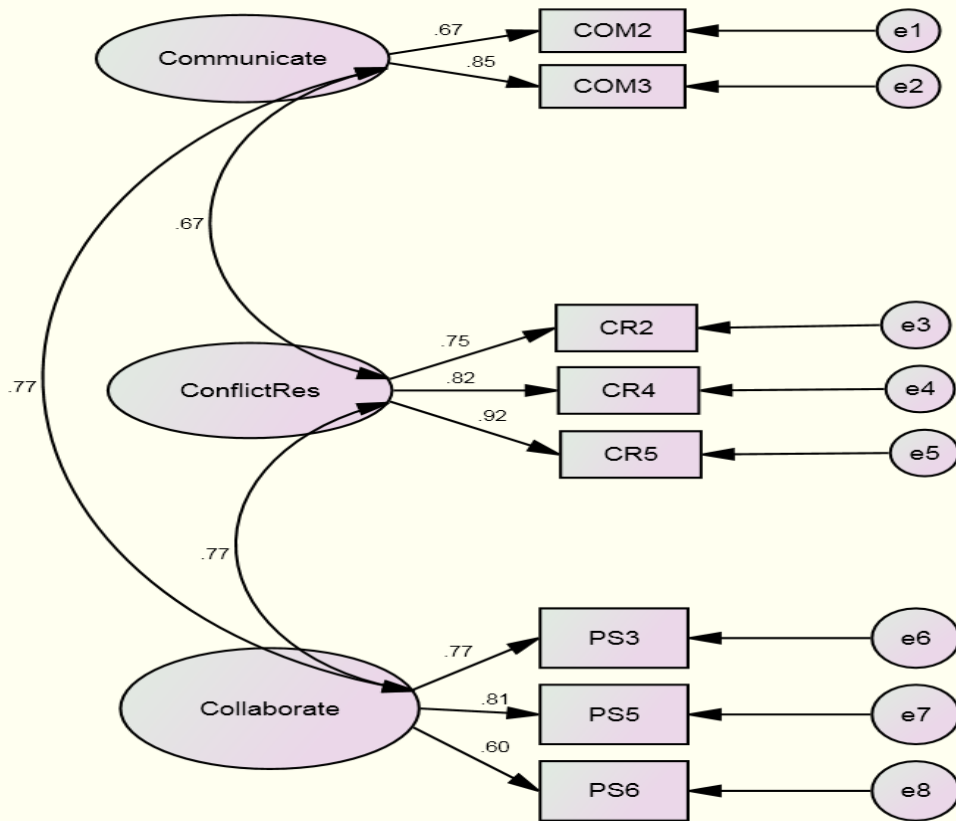 Communicate
.67
COM2
e1
.85
COM3
e2
.67
.77
ConflictRes
.75
CR2
e3
.82
CR4
e4
.92
CR5
e5
.77
Collaborate
.77
PS3
e6
.81
PS5
e7
.60
PS6
e8